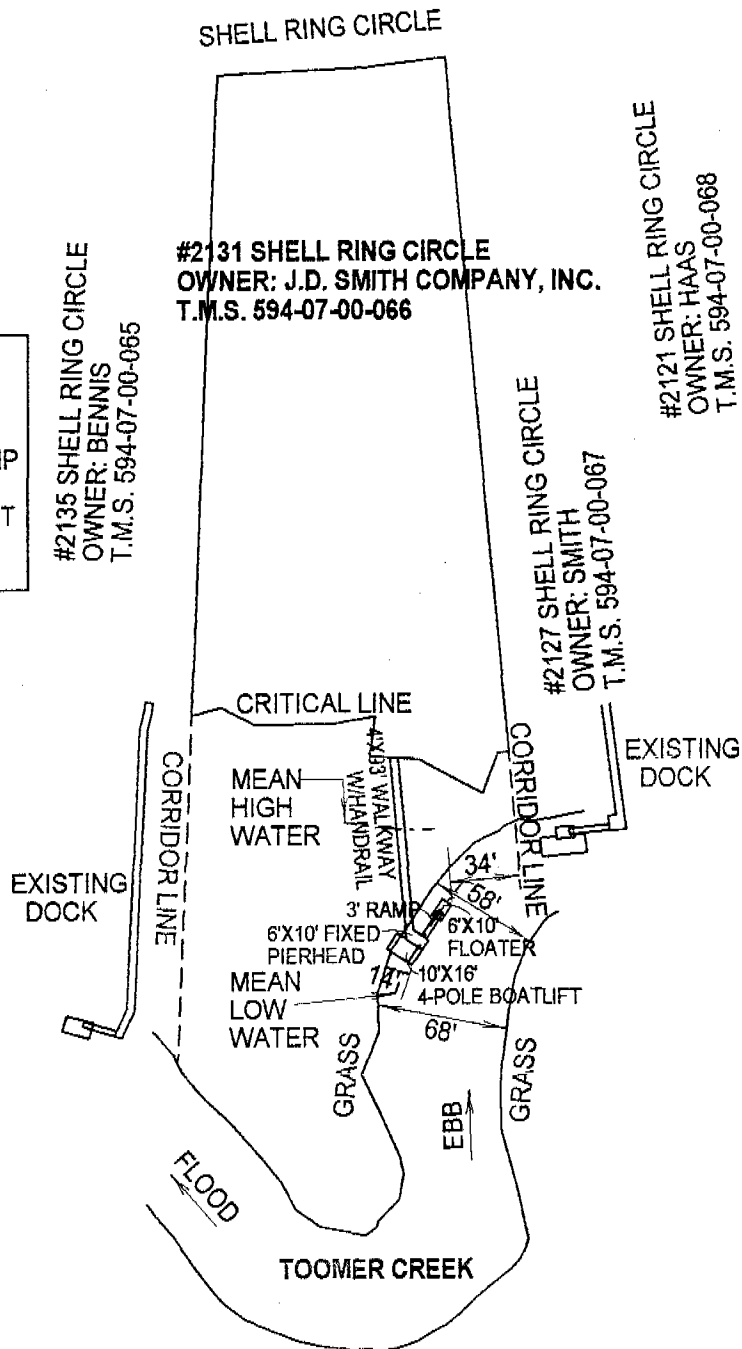 SHELL RING CIRCLE
#2131 SHELL RING CIRCLE
OWNER: J.D. SMITH COMPANY, INC.
T.M.S. 594-07-00-066
#2121 SHELL RING CIRCLE
OWNER: HAAS
T.M.S. 594-07-00-068
#2135 SHELL RING CIRCLE
OWNER: BENNIS
T.M.S. 594-07-00-065
#2127 SHELL RING CIRCLE
OWNER: SMITH
T.M.S. 594-07-00-067
CRITICAL LINE
CORRIDOR LINE
CORRIDOR LINE
EXISTING
DOCK
EXISTING
DOCK
MEAN
HIGH
WATER
WALKWAY
W/HANDRAIL
34'
58'
3' RAMP
6'X10' FIXED
PIERHEAD
6'X10'
FLOATER
14'
10'X16'
4-POLE BOATLIFT
MEAN
LOW
WATER
68'
GRASS
GRASS
EBB
FLOOD
TOOMER CREEK